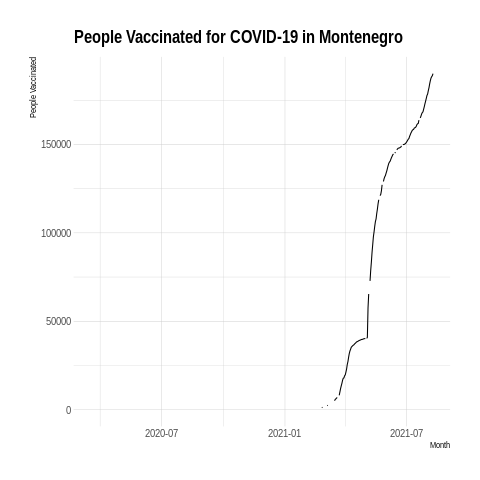 People Vaccinated for COVID-19 in Montenegro
People Vaccinated
150000
100000
50000
0
2020-07
2021-01
2021-07
Month